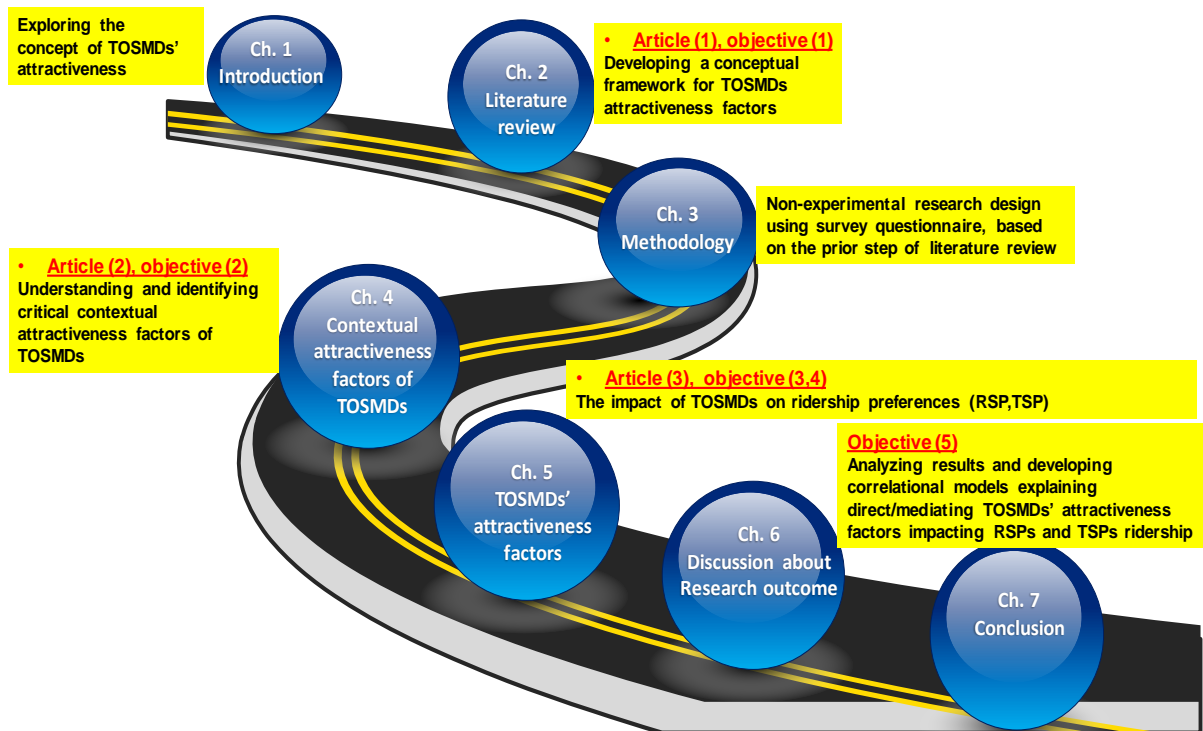 Exploring the
concept of TOSMDs'
attractiveness
Ch. 1
Introduction
Ch. 2
Literature
review
• Article (1), objective (1)
Developing a conceptual
framework for TOSMDs
attractiveness factors
Ch. 3
Methodology
Non-experimental research design
using survey questionnaire, based
on the prior step of literature review
• Article (2), objective (2)
Understanding and identifying
critical contextual
attractiveness factors of
TOSMDs
Ch. 4
Contextual
attractiveness
factors of
TOSMDs
• Article (3), objective (3,4)
The impact of TOSMDs on ridership preferences (RSP,TSP)
Ch. 5
TOSMDs'
attractiveness
factors
Objective (5)
Analyzing results and developing
correlational models explaining
direct/mediating TOSMDs' attractiveness
factors impacting RSPs and TSPs ridership
Ch. 6
Discussion about
Research outcome
Ch. 7
Conclusion